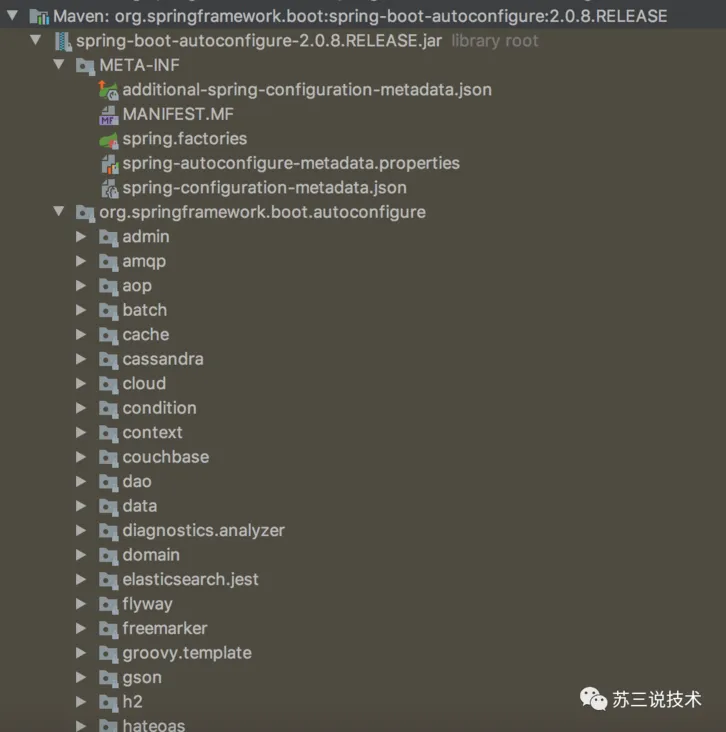 Maven: org.springframework.boot:spring-boot-autoconfigure:2.0.8.RELEASE
spring-boot-autoconfigure-2.0.8.RELEASE.jar library root
META-INF
additional-spring-configuration-metadata.json
MANIFEST.MF
spring.factories
spring-autoconfigure-metadata.properties
spring-configuration-metadata.json
org.springframework.boot.autoconfigure
admin
amqp
aop
batch
cache
cassandra
cloud
condition
context
couchbase
dao
data
diagnostics.analyzer
domain
elasticsearch.jest
flyway
freemarker
groovy.template
gson
h2
hateoas
苏三说技术